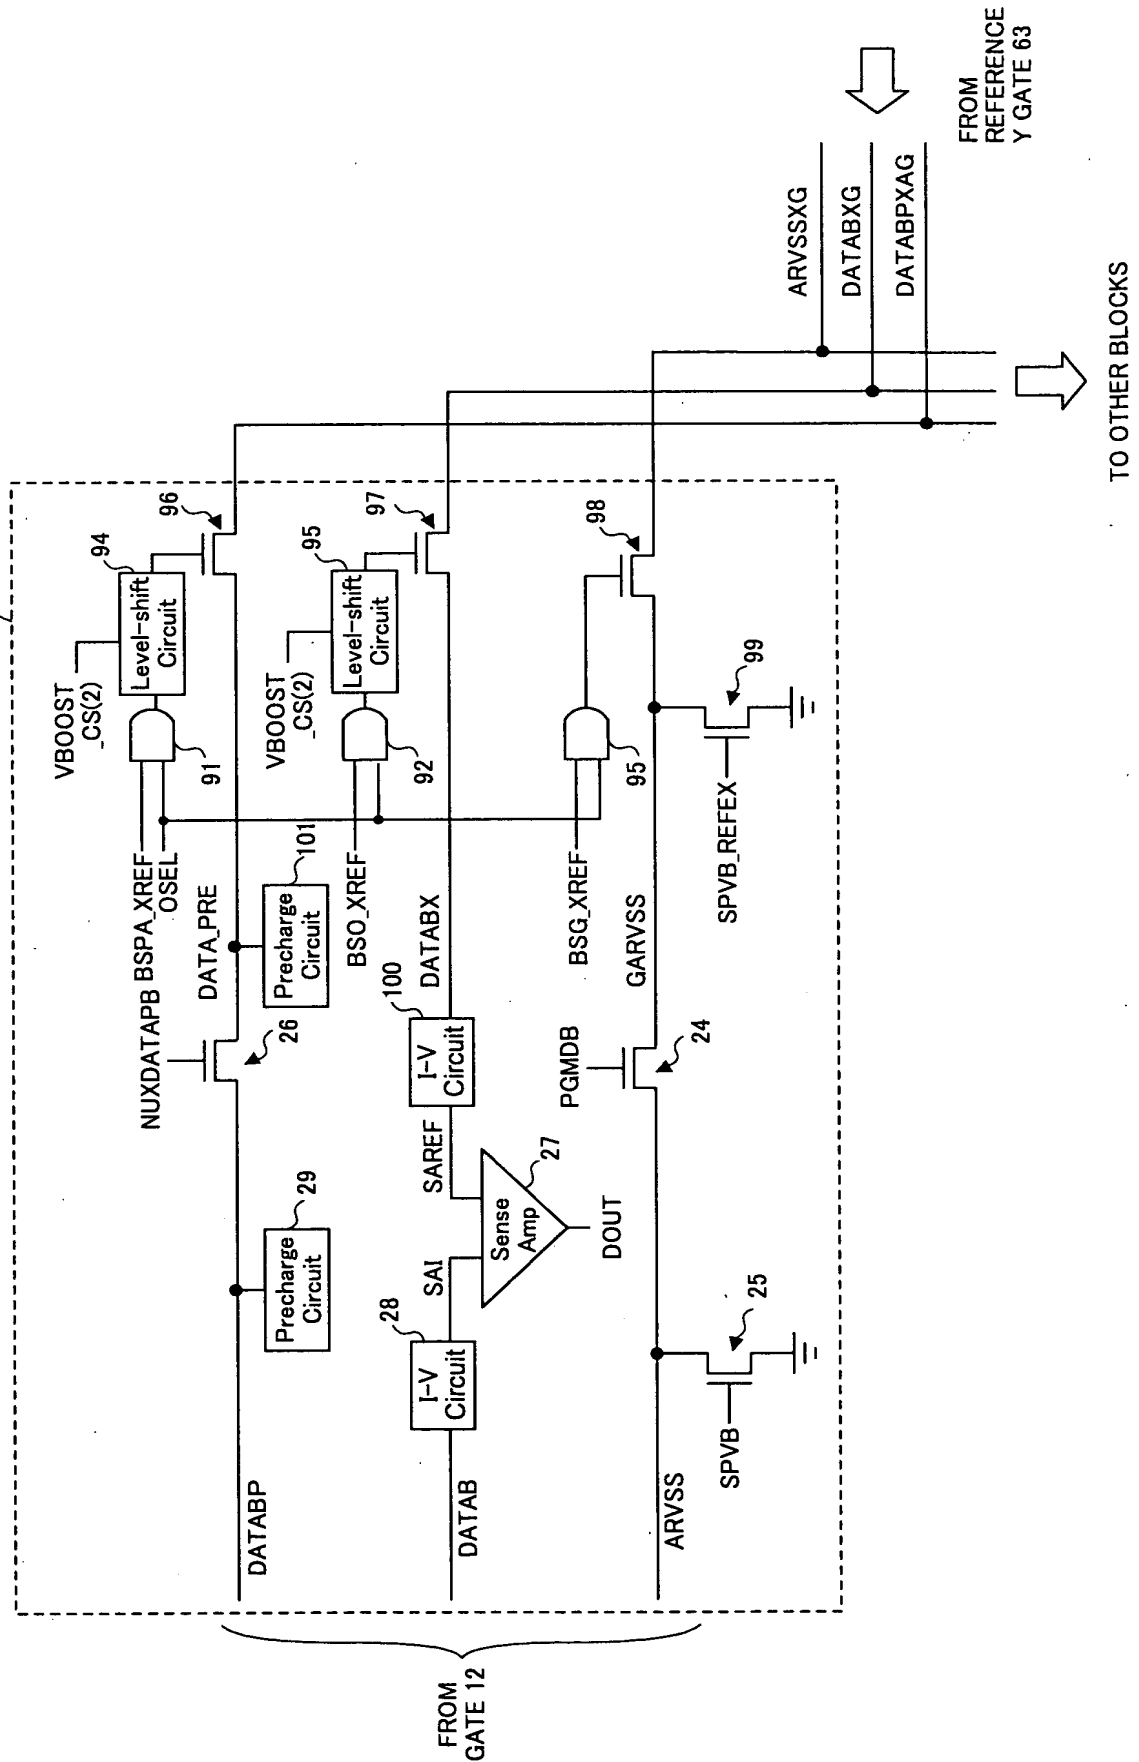 VBOOST
_CS(2)
94
Level-shift
Circuit
96
91
NUXDATAPB
BSPA_XREF
OSEL
DATABP
29
Precharge
Circuit
26
DATA_PRE
101
Precharge
Circuit
VBOOST
_CS(2)
95
Level-shift
Circuit
97
92
BSO_XREF
FROM
GATE 12
DATAB
28
I-V
Circuit
SAI
Sense
Amp
27
DOUT
SAREF
100
I-V
Circuit
DATABX
BSG_XREF
95
98
ARVSS
SPVB
25
PGMDB
24
GARVSS
SPVB_REFEX
99
ARVSSXG
DATABXG
DATABPXAG
FROM
REFERENCE
Y GATE 63
TO OTHER BLOCKS